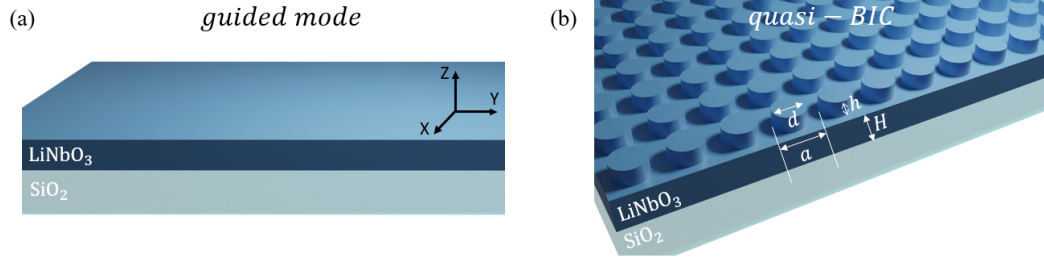 (a)
guided mode
Z
Y
X
LiNbO₃
SiO₂
(b)
quasi − BIC
d
h
H
a
LiNbO₃
SiO₂